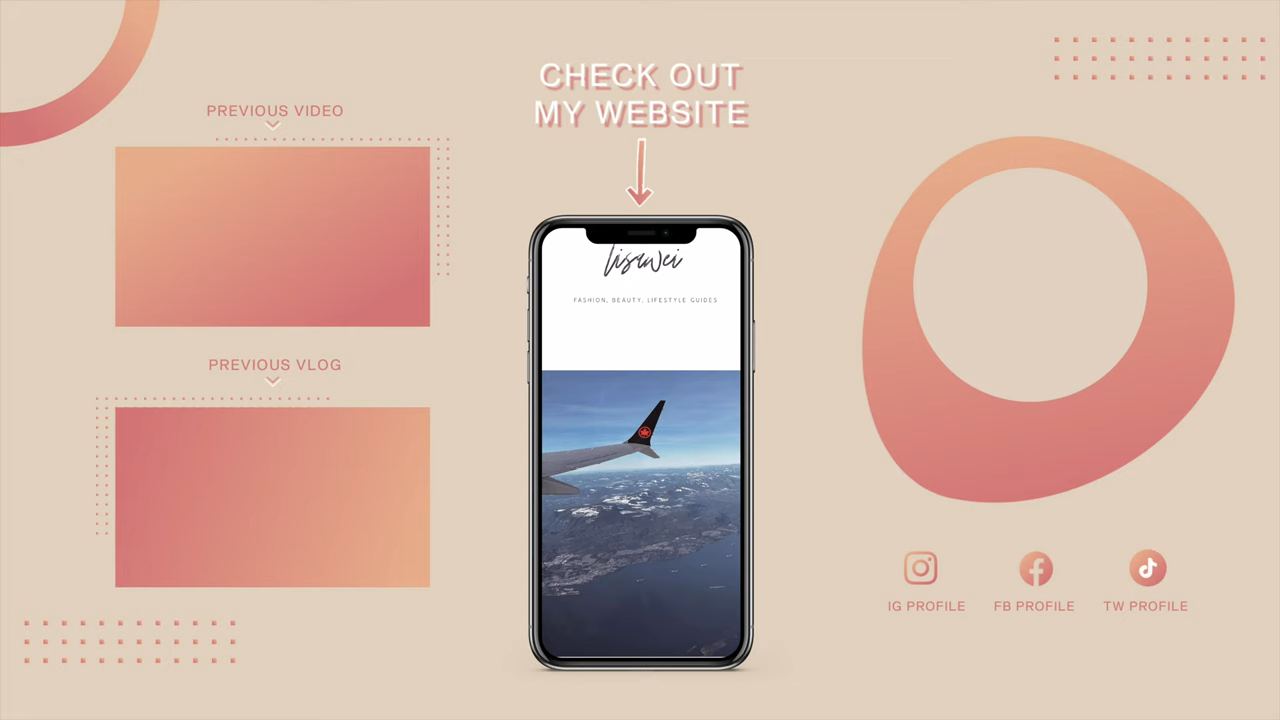 PREVIOUS VIDEO
PREVIOUS VLOG
CHECK OUT
MY WEBSITE
lisawei
FASHION, BEAUTY, LIFESTYLE GUIDES
IG PROFILE
FB PROFILE
TW PROFILE